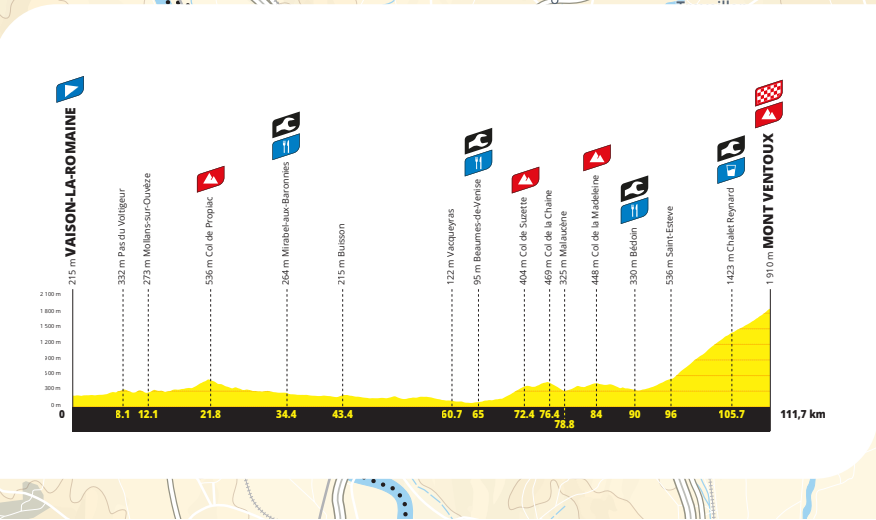 215 m VAISON-LA-ROMAINE
332 m Pas du Voltigeur
273 m Mollans-sur-Ouvèze
536 m Col de Propiac
264 m Mirabel-aux-Baronnies
215 m Buisson
122 m Vacqueyras
95 m Beaumes-de-Venise
404 m Col de Suzette
469 m Col de la Chaine
325 m Malaucène
448 m Col de la Madeleine
330 m Bédoin
536 m Saint-Esteve
1423 m Chalet Reynard
1 910 m MONT VENTOUX
2 100 m
1 800 m
1 500 m
1 200 m
900 m
100 m
300 m
0 m
0 8.1 12.1 21.8 34.4 43.4 60.7 65 72.4 76.4 78.8 84 90 96 105.7 111,7 km